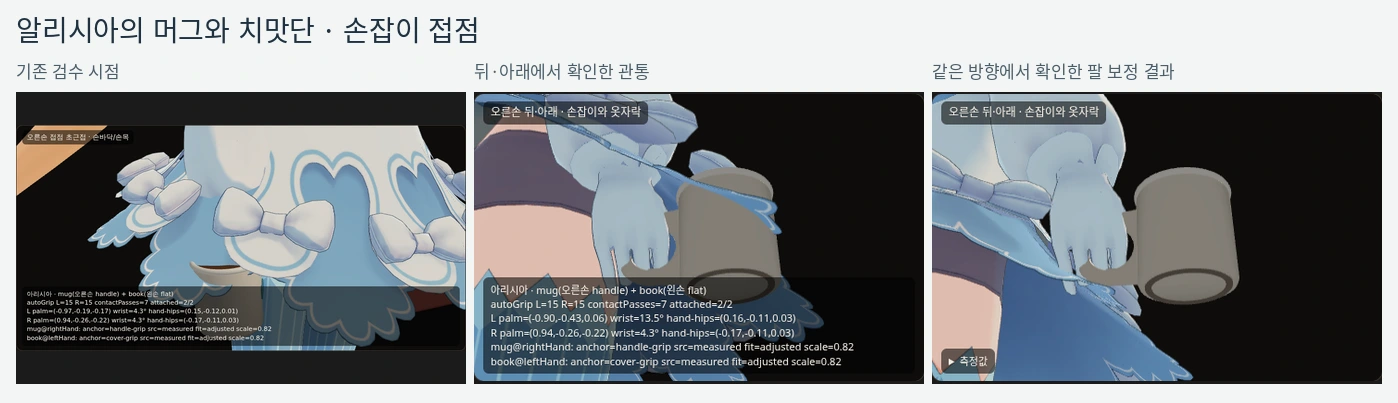 알리시아의 머그와 치맛단 · 손잡이 접점
기존 검수 시점
오른손 접점 초근접 · 손바닥/손목
아리시아 · mug(오른손 handle) + book(왼손 flat)
autoGrip L=15 R=15 contactPasses=7 attached=2/2
L palm=(-0.97,-0.19,-0.17) wrist=4.3° hand-hips=(0.15,-0.12,0.01)
R palm=(0.94,-0.26,-0.22) wrist=4.3° hand-hips=(-0.17,-0.11,0.03)
mug@rightHand: anchor=handle-grip src=measured fit=adjusted scale=0.82
book@leftHand: anchor=cover-grip src=measured fit=adjusted scale=0.82
뒤·아래에서 확인한 관통
오른손 뒤·아래 · 손잡이와 옷자락
아리시아 · mug(오른손 handle) + book(왼손 flat)
autoGrip L=15 R=15 contactPasses=7 attached=2/2
L palm=(-0.90,-0.43,0.06) wrist=13.5° hand-hips=(0.16,-0.11,0.03)
R palm=(0.94,-0.26,-0.22) wrist=4.3° hand-hips=(-0.17,-0.11,0.03)
mug@rightHand: anchor=handle-grip src=measured fit=adjusted scale=0.82
book@leftHand: anchor=cover-grip src=measured fit=adjusted scale=0.82
같은 방향에서 확인한 팔 보정 결과
오른손 뒤·아래 · 손잡이와 옷자락
▶ 측정값